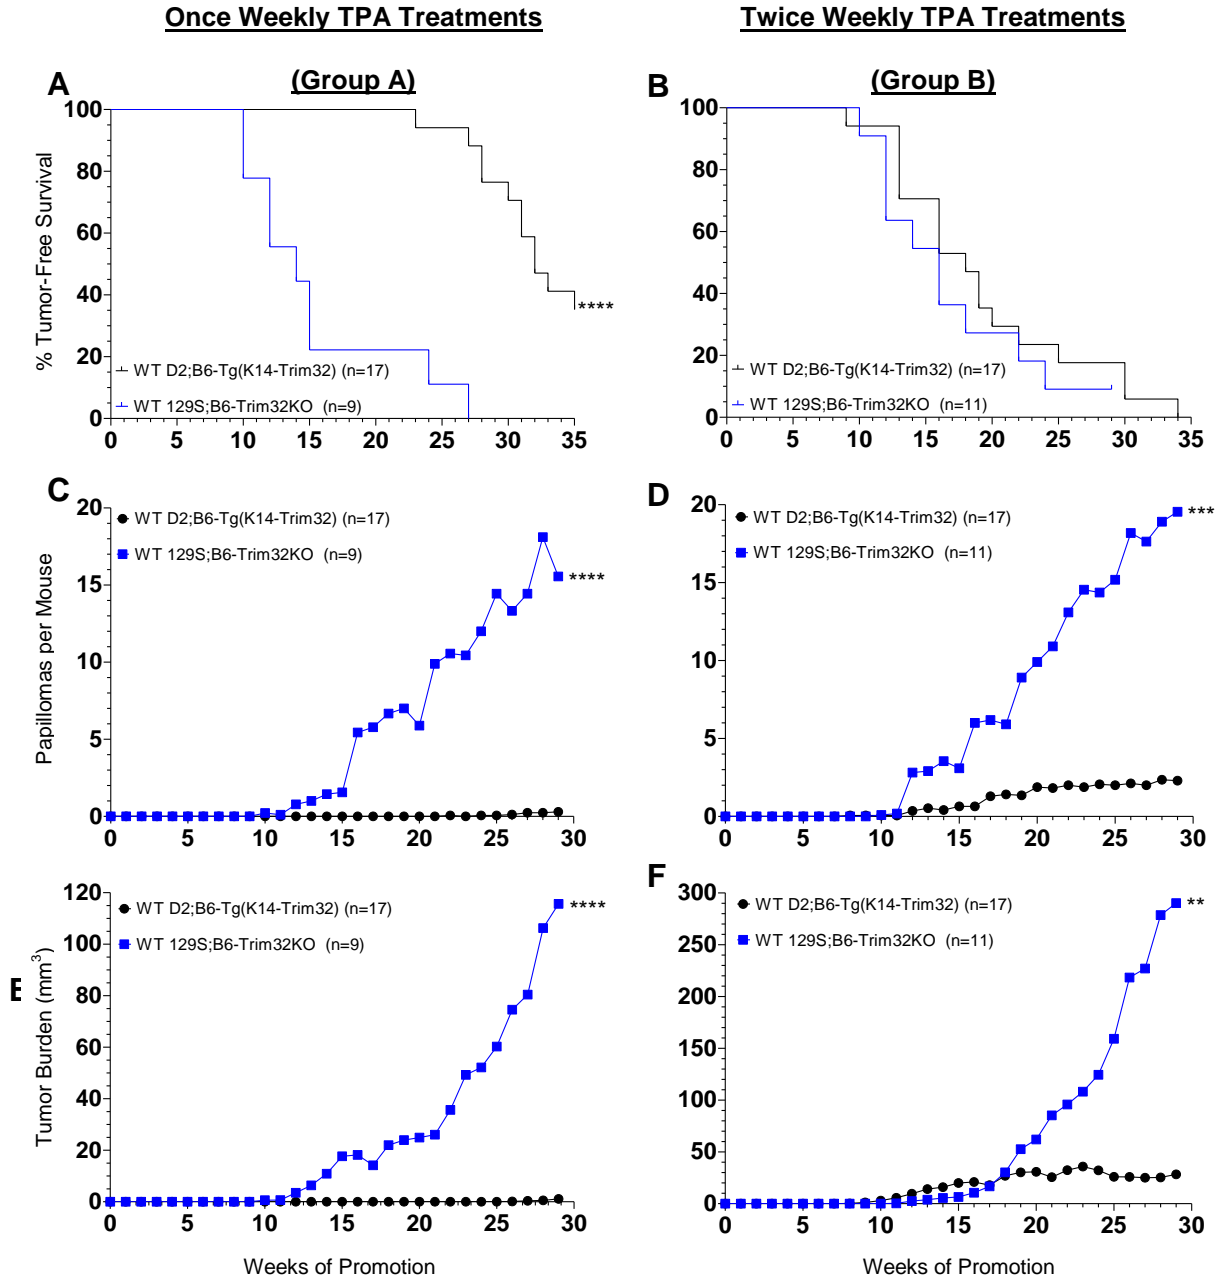 Once Weekly TPA Treatments
Twice Weekly TPA Treatments
(Group A)
(Group B)
A
100
80
60
40
20
0
% Tumor-Free Survival
WT D2;B6-Tg(K14-Trim32) (n=17)
WT 129S;B6-Trim32KO (n=9)
****
0 5 10 15 20 25 30 35
B
100
80
60
40
20
0
WT D2;B6-Tg(K14-Trim32) (n=17)
WT 129S;B6-Trim32KO (n=11)
0 5 10 15 20 25 30 35
C
20
15
10
5
0
Papillomas per Mouse
WT D2;B6-Tg(K14-Trim32) (n=17)
WT 129S;B6-Trim32KO (n=9)
****
0 5 10 15 20 25 30
D
20
15
10
5
0
WT D2;B6-Tg(K14-Trim32) (n=17)
WT 129S;B6-Trim32KO (n=11)
***
0 5 10 15 20 25 30
E
120
100
80
60
40
20
0
Tumor Burden (mm³)
WT D2;B6-Tg(K14-Trim32) (n=17)
WT 129S;B6-Trim32KO (n=9)
****
0 5 10 15 20 25 30
Weeks of Promotion
F
300
250
200
150
100
50
0
WT D2;B6-Tg(K14-Trim32) (n=17)
WT 129S;B6-Trim32KO (n=11)
**
0 5 10 15 20 25 30
Weeks of Promotion